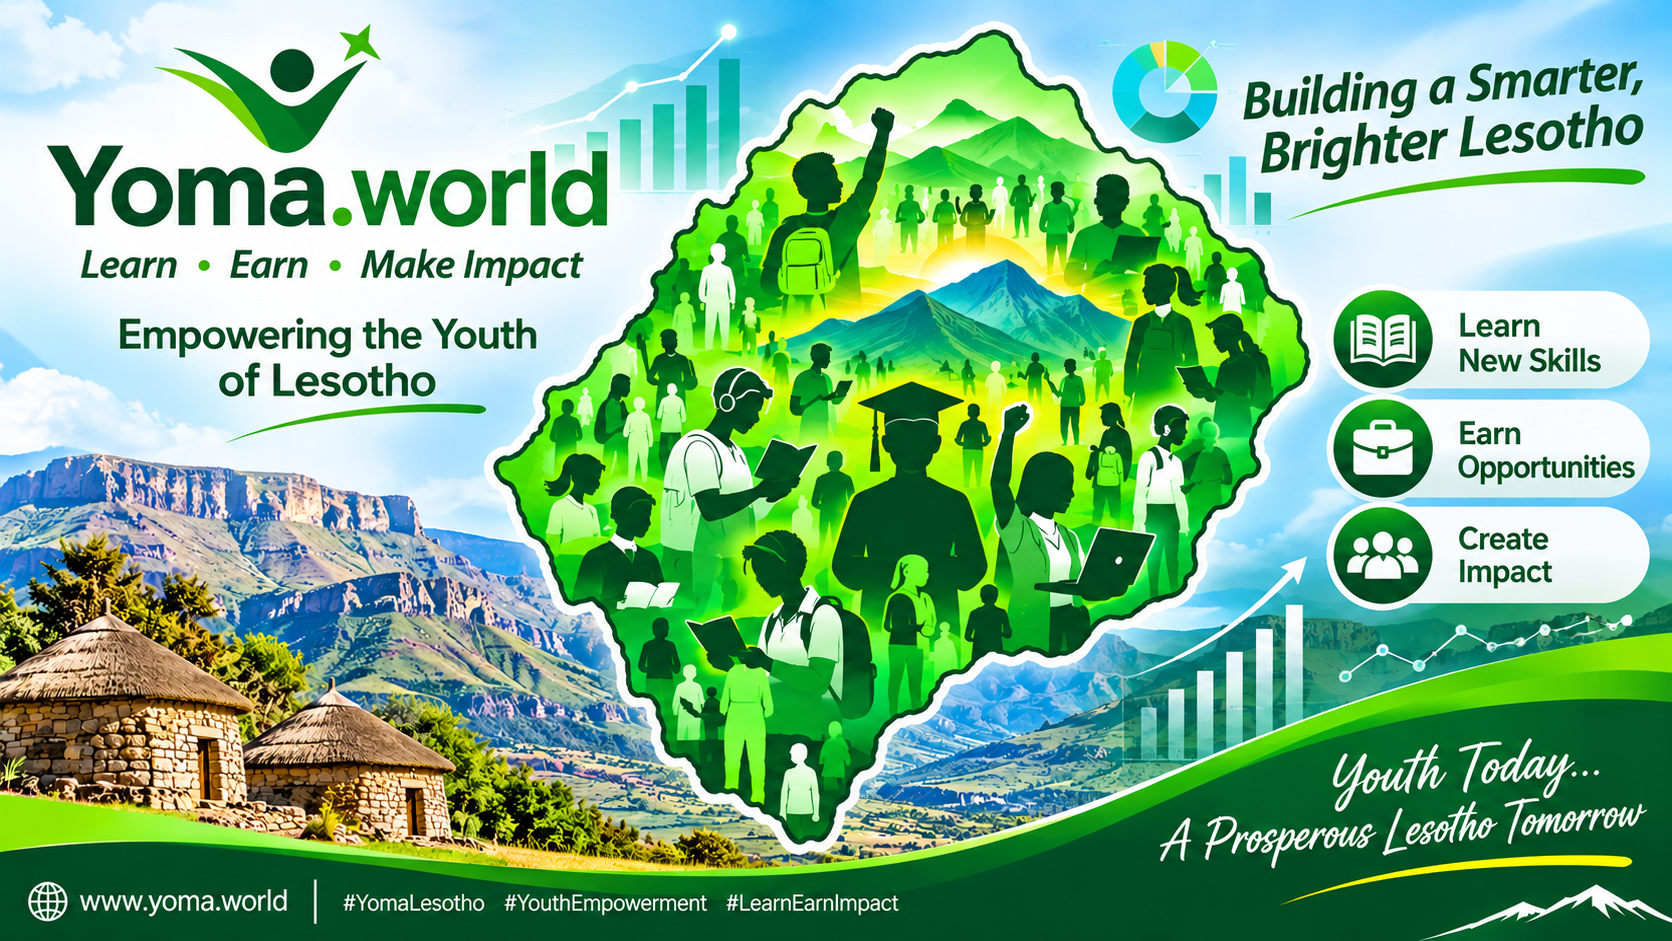 Yoma.world
Learn • Earn • Make Impact
Empowering the Youth
of Lesotho
Building a Smarter,
Brighter Lesotho
Learn
New Skills
Earn
Opportunities
Create
Impact
Youth Today...
A Prosperous Lesotho Tomorrow
www.yoma.world
#YomaLesotho #YouthEmpowerment #LearnEarnImpact